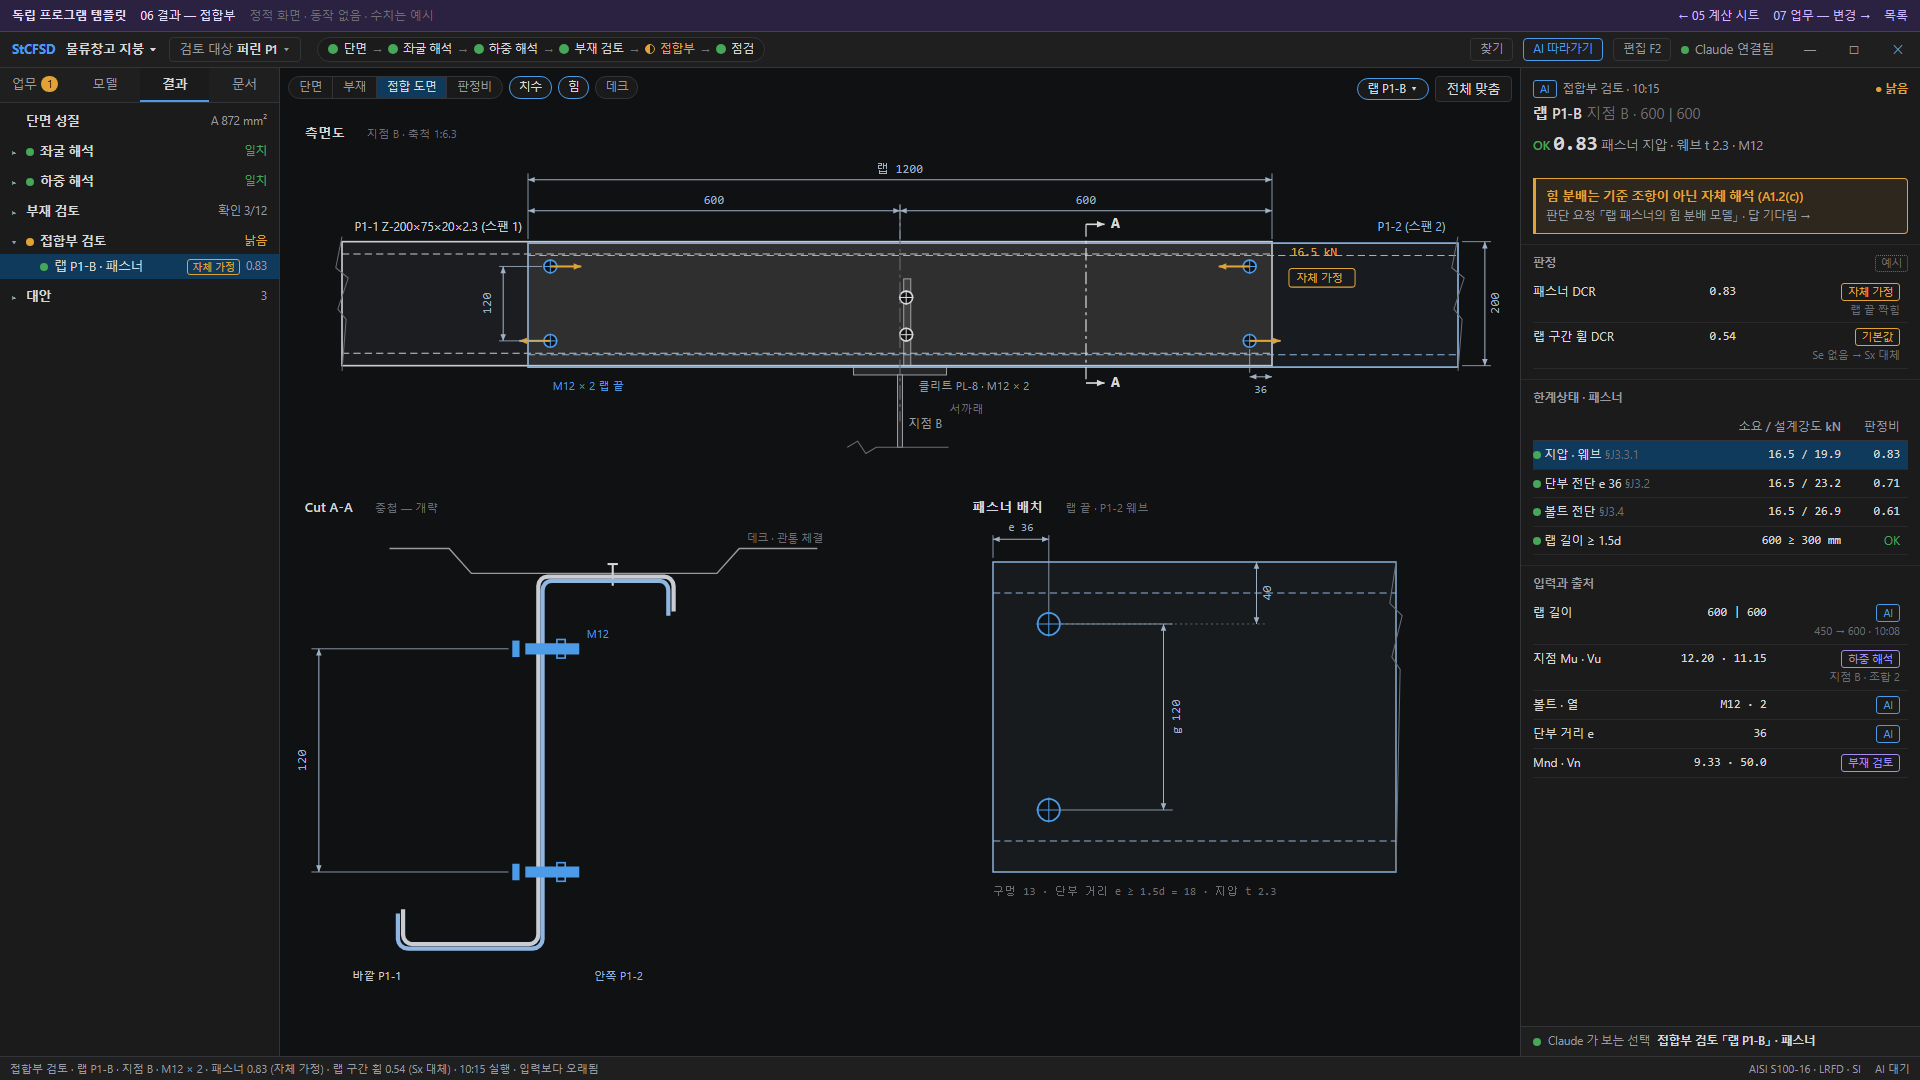 독립 프로그램 템플릿 06 결과 — 접합부 정적 화면 · 동작 없음 · 수치는 예시 ← 05 계산 시트 07 업무 — 변경 → 목록
StCFSD 물류창고 지붕 ▾ 검토 대상 퍼린 P1 ▾ 단면 → 좌굴 해석 → 하중 해석 → 부재 검토 → 접합부 → 점검 찾기 AI 따라가기 편집 F2 Claude 연결됨
업무 1 모델 결과 문서
단면 성질 A 872 mm²
좌굴 해석 일치
하중 해석 일치
부재 검토 확인 3/12
접합부 검토 낡음
랩 P1-B · 패스너 자체 가정 0.83
대안 3
단면 부재 접합 도면 판정비 치수 힘 데크 랩 P1-B ▾ 전체 맞춤
측면도 지점 B · 축척 1:6.3
랩 1200
600 600
P1-1 Z-200×75×20×2.3 (스팬 1) A P1-2 (스팬 2)
16.5 kN
자체 가정
120
200
M12 × 2 랩 끝 클리트 PL-8 · M12 × 2 A 36
서까래
지점 B
Cut A-A 중첩 — 개략
데크 · 관통 체결
M12
120
바깥 P1-1 안쪽 P1-2
패스너 배치 랩 끝 · P1-2 웨브
e 36
40
g 120
구멍 13 · 단부 거리 e ≥ 1.5d = 18 · 지압 t 2.3
AI 접합부 검토 · 10:15 낡음
랩 P1-B 지점 B · 600 | 600
OK 0.83 패스너 지압 · 웨브 t 2.3 · M12
힘 분배는 기준 조항이 아닌 자체 해석 (A1.2(c))
판단 요청 「랩 패스너의 힘 분배 모델」 · 답 기다림 →
판정 예시
패스너 DCR 0.83 자체 가정
랩 끝 짝힘
랩 구간 휨 DCR 0.54 기본값
Se 없음 → Sx 대체
한계상태 · 패스너
소요 / 설계강도 kN 판정비
지압 · 웨브 §J3.3.1 16.5 / 19.9 0.83
단부 전단 e 36 §J3.2 16.5 / 23.2 0.71
볼트 전단 §J3.4 16.5 / 26.9 0.61
랩 길이 ≥ 1.5d 600 ≥ 300 mm OK
입력과 출처
랩 길이 600 | 600 AI
450 → 600 · 10:08
지점 Mu · Vu 12.20 · 11.15 하중 해석
지점 B · 조합 2
볼트 · 열 M12 · 2 AI
단부 거리 e 36 AI
Mnd · Vn 9.33 · 50.0 부재 검토
Claude 가 보는 선택 접합부 검토 「랩 P1-B」 · 패스너
접합부 검토 · 랩 P1-B · 지점 B · M12 × 2 · 패스너 0.83 (자체 가정) · 랩 구간 휨 0.54 (Sx 대체) · 10:15 실행 · 입력보다 오래됨 AISI S100-16 · LRFD · SI AI 대기